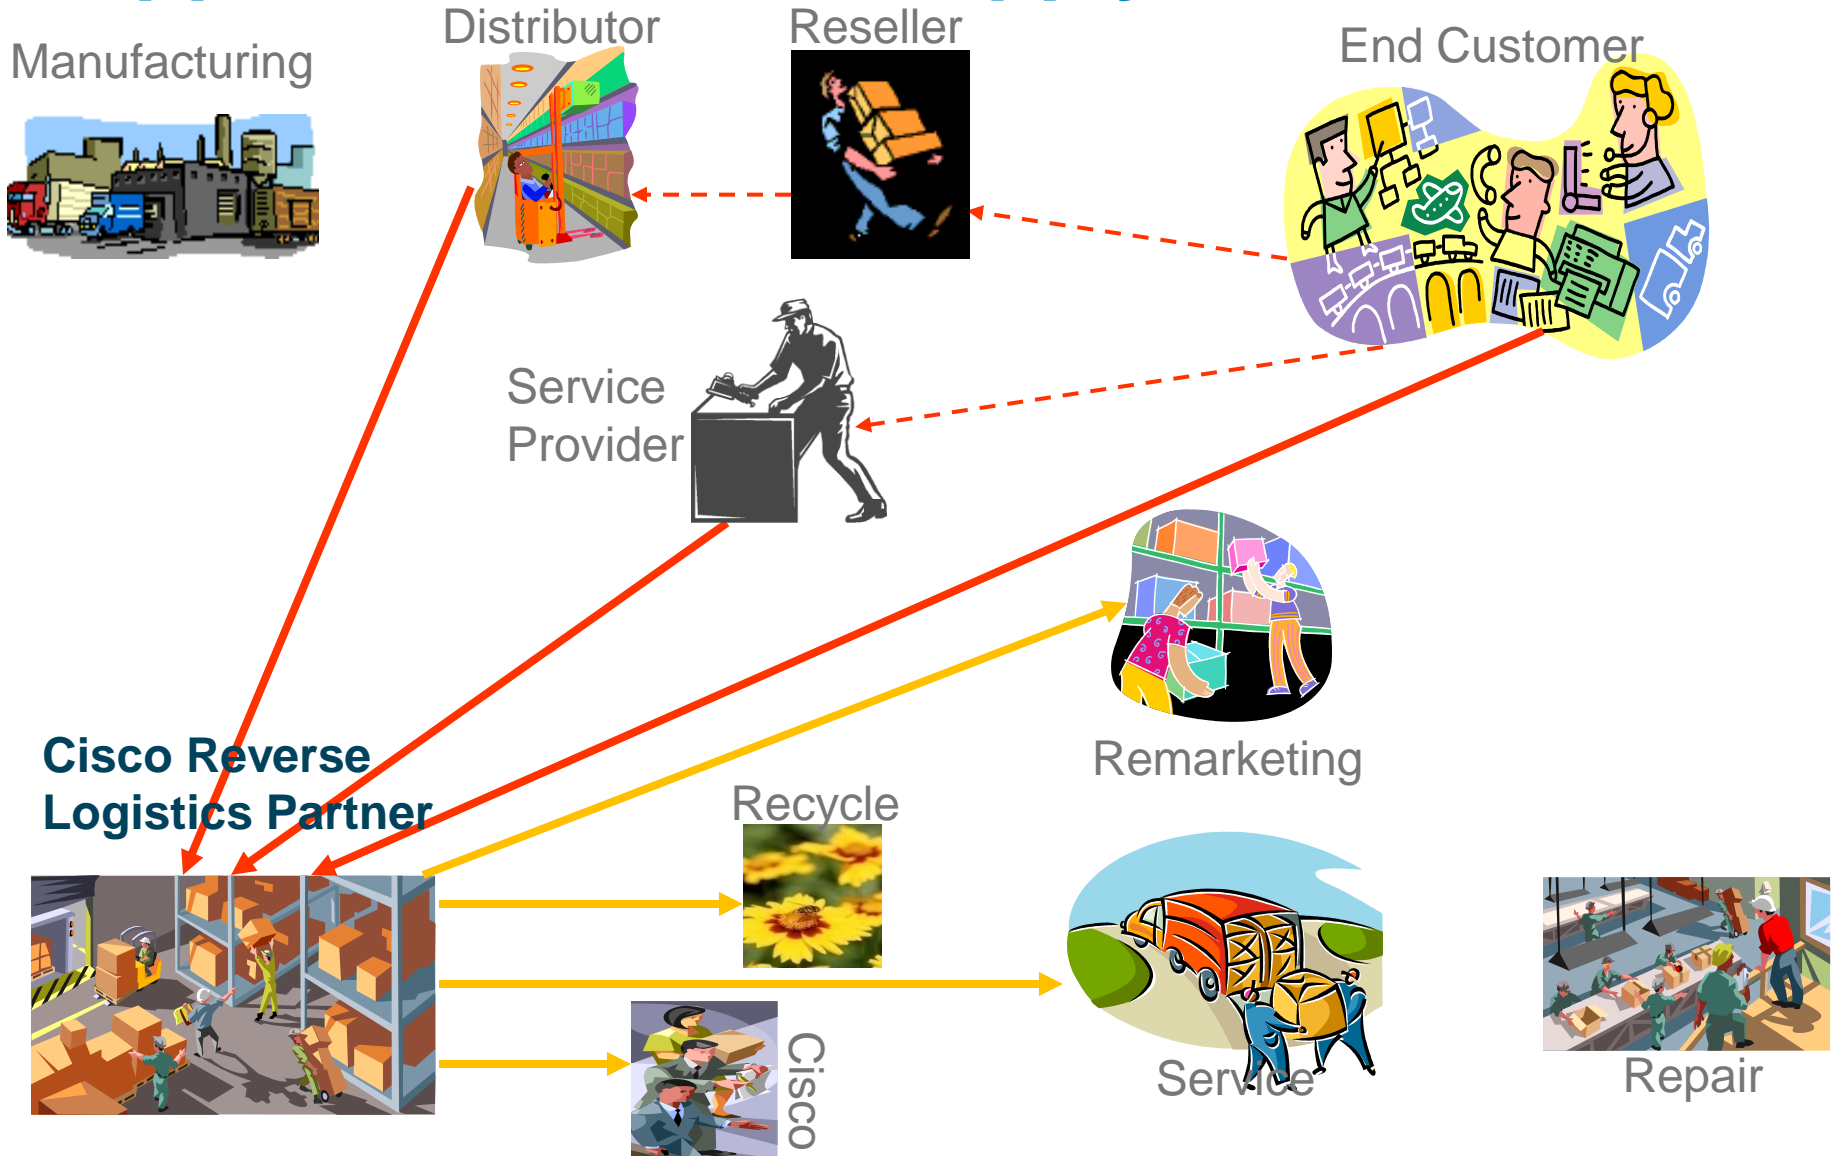 Manufacturing
Distributor
Reseller
End Customer
Service
Provider
Cisco Reverse
Logistics Partner
Remarketing
Recycle
Service
Cisco
Repair